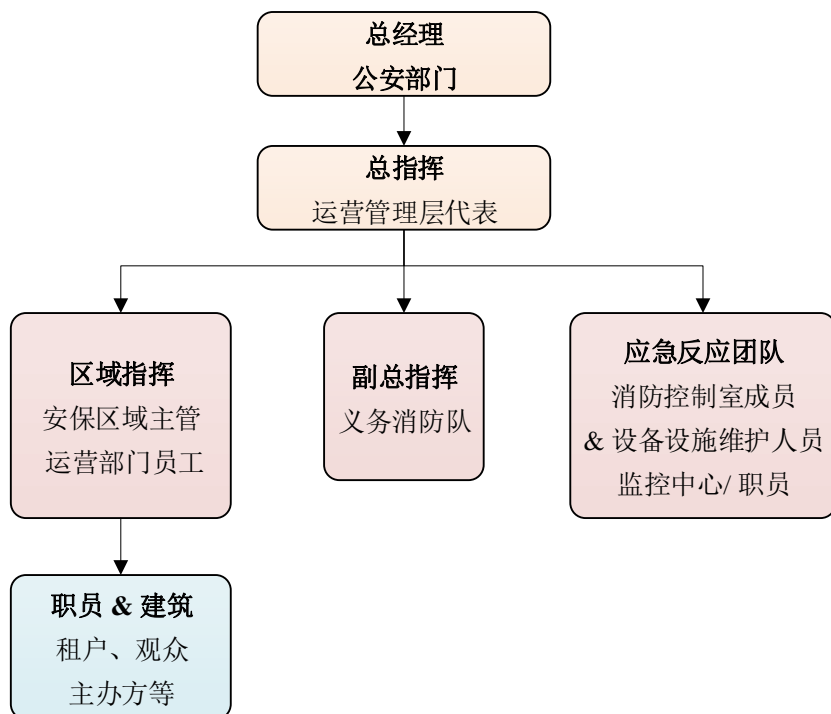 总经理
公安部门
总指挥
运营管理层代表
区域指挥
安保区域主管
运营部门员工
副总指挥
义务消防队
应急反应团队
消防控制室成员
& 设备设施维护人员
监控中心/ 职员
职员 & 建筑
租户、观众
主办方等